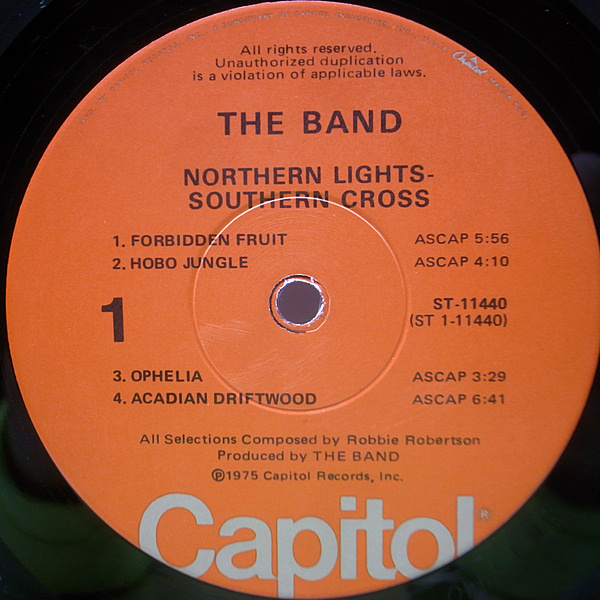 All rights reserved.
Unauthorized duplication
is a violation of applicable laws.
Capitol
THE BAND
NORTHERN LIGHTS-
SOUTHERN CROSS
1. FORBIDDEN FRUIT ASCAP 5:56
2. HOBO JUNGLE ASCAP 4:10
1
ST-11440
(ST 1-11440)
3. OPHELIA ASCAP 3:29
4. ACADIAN DRIFTWOOD ASCAP 6:41
All Selections Composed by Robbie Robertson
Produced by THE BAND
℗1975 Capitol Records, Inc.
Capitol®